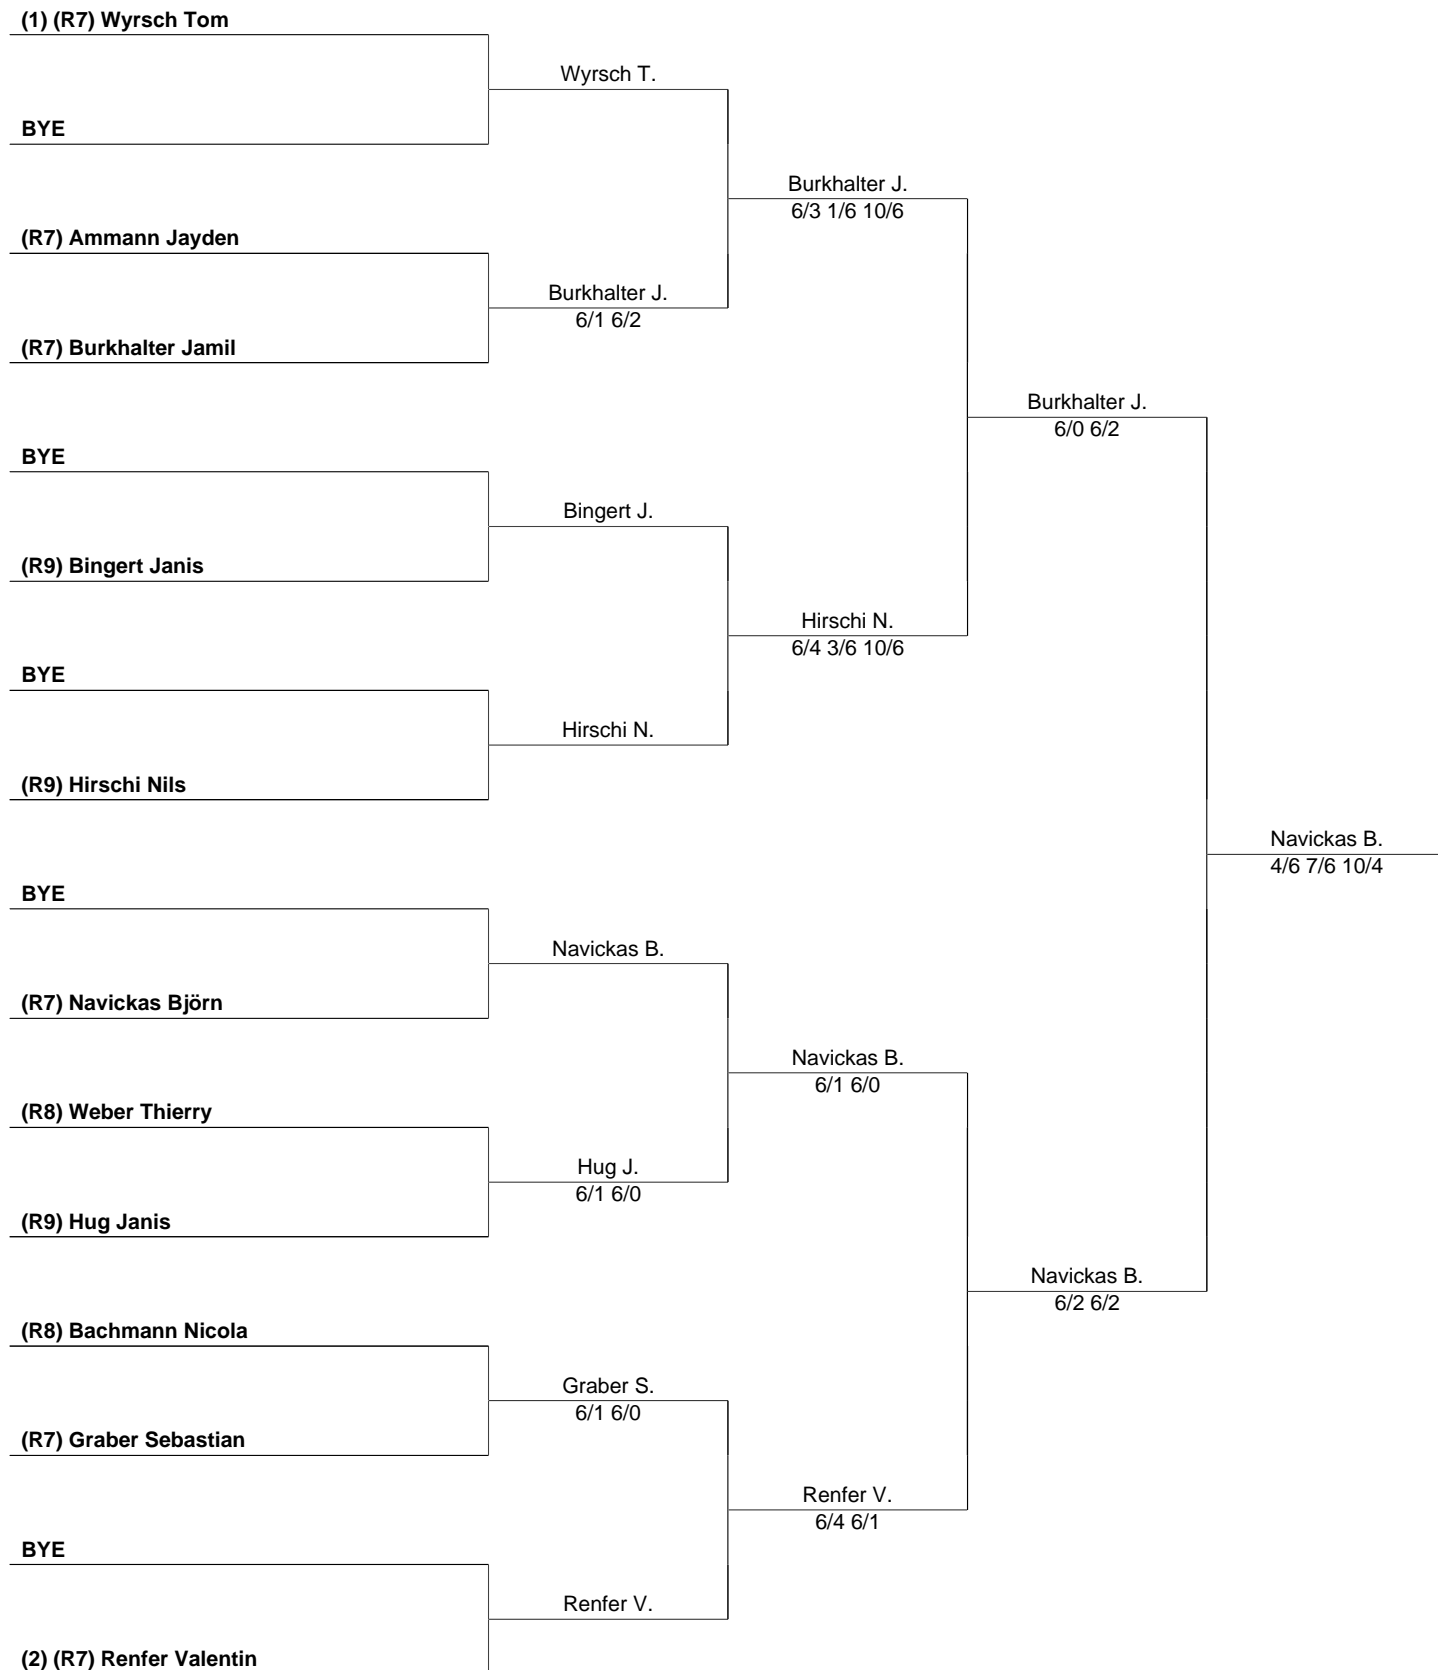 (1) (R7) Wyrsch Tom
Wyrsch T.
BYE
Burkhalter J.
6/3 1/6 10/6
(R7) Ammann Jayden
Burkhalter J.
6/1 6/2
(R7) Burkhalter Jamil
Burkhalter J.
6/0 6/2
BYE
Bingert J.
(R9) Bingert Janis
Hirschi N.
6/4 3/6 10/6
BYE
Hirschi N.
(R9) Hirschi Nils
Navickas B.
4/6 7/6 10/4
BYE
Navickas B.
(R7) Navickas Björn
Navickas B.
6/1 6/0
(R8) Weber Thierry
Hug J.
6/1 6/0
(R9) Hug Janis
Navickas B.
6/2 6/2
(R8) Bachmann Nicola
Graber S.
6/1 6/0
(R7) Graber Sebastian
Renfer V.
6/4 6/1
BYE
Renfer V.
(2) (R7) Renfer Valentin